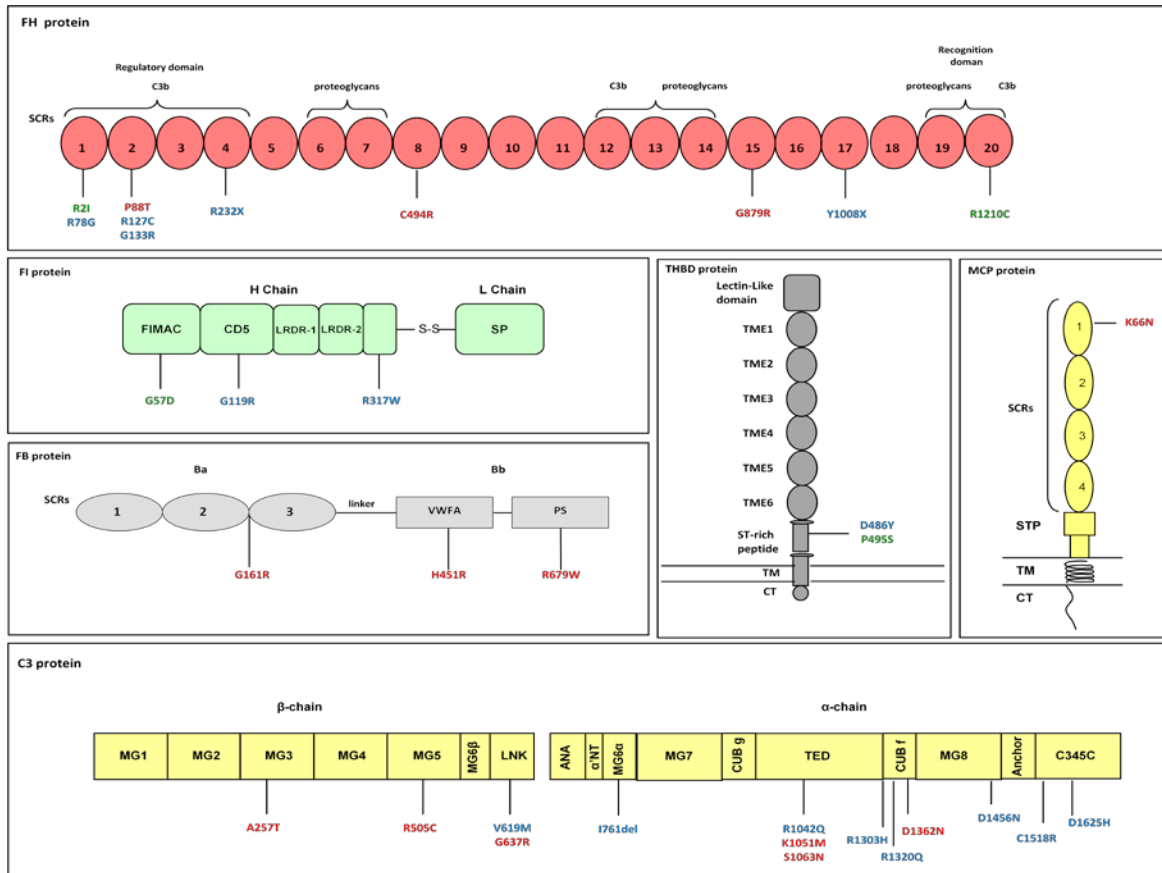 FH protein
Regulatory domain
Recognition
doman
C3b
proteoglycans
C3b
proteoglycans
proteoglycans
C3b
SCRs
1
2
3
4
5
6
7
8
9
10
11
12
13
14
15
16
17
18
19
20
R2I
R78G
P88T
R127C
G133R
R232X
C494R
G879R
Y1008X
R1210C
FI protein
H Chain
L Chain
FIMAC
CD5
LRDR-1
LRDR-2
S-S
SP
G57D
G119R
R317W
FB protein
Ba
Bb
SCRs
1
2
3
linker
VWFA
PS
G161R
H451R
R679W
THBD protein
Lectin-Like
domain
TME1
TME2
TME3
TME4
TME5
TME6
ST-rich
peptide
D486Y
P495S
TM
CT
MCP protein
1
K66N
2
SCRs
3
4
STP
TM
CT
C3 protein
β-chain
α-chain
MG1
MG2
MG3
MG4
MG5
MG6β
LNK
ANA
α'NT
MG6α
MG7
CUB g
TED
CUB f
MG8
Anchor
C345C
A257T
R505C
V619M
G637R
I761del
R1042Q
K1051M
S1063N
R1303H
R1320Q
D1362N
D1456N
C1518R
D1625H